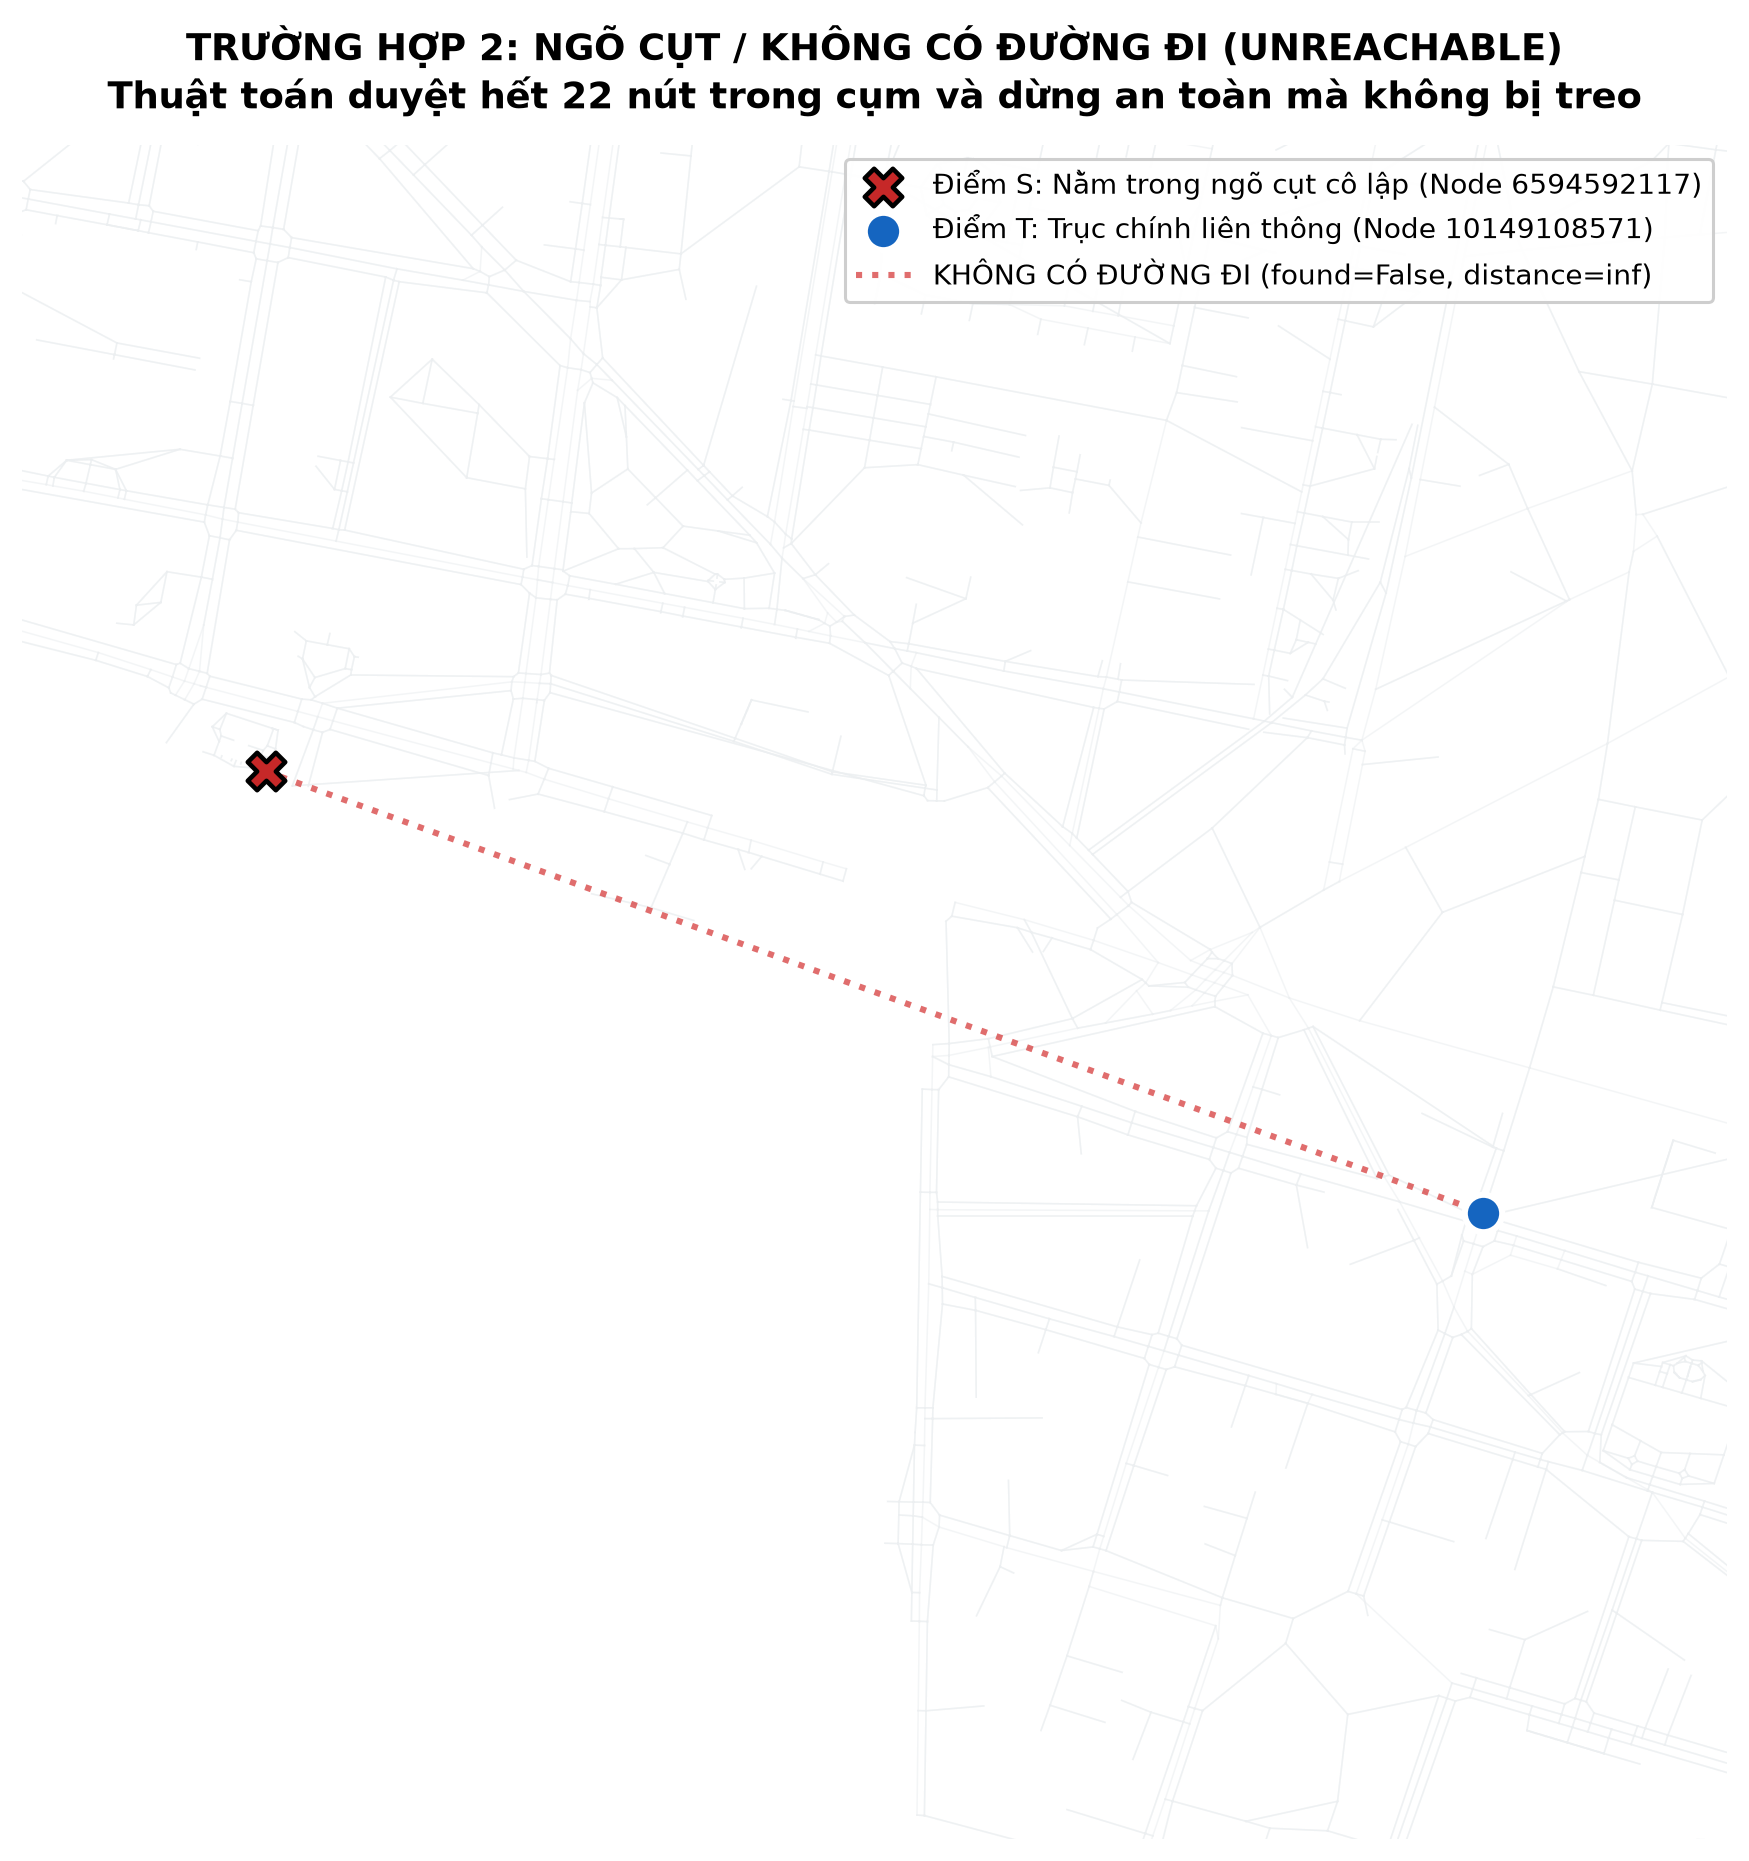 TRƯỜNG HỢP 2: NGÕ CỤT / KHÔNG CÓ ĐƯỜNG ĐI (UNREACHABLE)
Thuật toán duyệt hết 22 nút trong cụm và dừng an toàn mà không bị treo
Điểm S: Nằm trong ngõ cụt cô lập (Node 6594592117)
Điểm T: Trục chính liên thông (Node 10149108571)
KHÔNG CÓ ĐƯỜNG ĐI (found=False, distance=inf)